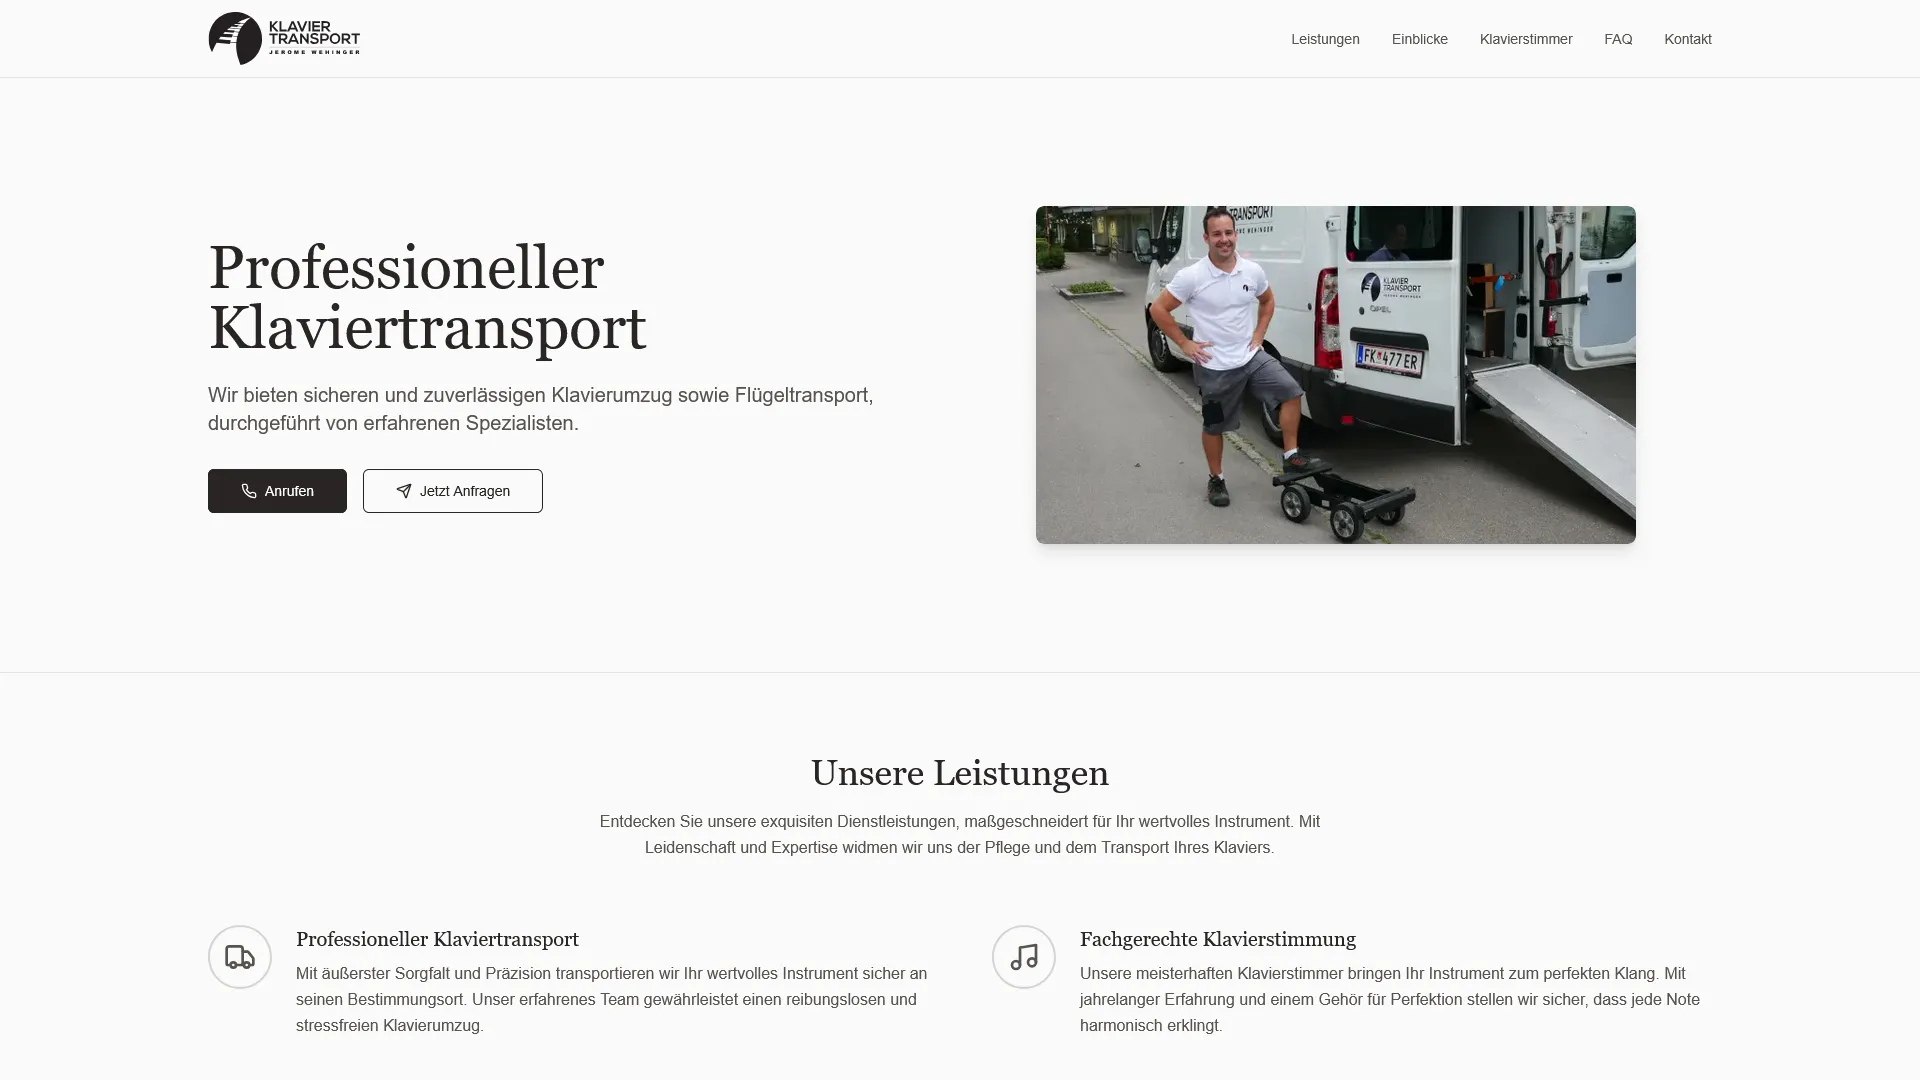 KLAVIER
TRANSPORT
JEROME WEHINGER
Leistungen
Einblicke
Klavierstimmer
FAQ
Kontakt
Professioneller
Klaviertransport
Wir bieten sicheren und zuverlässigen Klavierumzug sowie Flügeltransport,
durchgeführt von erfahrenen Spezialisten.
Anrufen
Jetzt Anfragen
TRANSPORT
JEROME WEHINGER
KLAVIER
TRANSPORT
JEROME WEHINGER
OPEL
FK 477 ER
Unsere Leistungen
Entdecken Sie unsere exquisiten Dienstleistungen, maßgeschneidert für Ihr wertvolles Instrument. Mit
Leidenschaft und Expertise widmen wir uns der Pflege und dem Transport Ihres Klaviers.
Professioneller Klaviertransport
Mit äußerster Sorgfalt und Präzision transportieren wir Ihr wertvolles Instrument sicher an
seinen Bestimmungsort. Unser erfahrenes Team gewährleistet einen reibungslosen und
stressfreien Klavierumzug.
Fachgerechte Klavierstimmung
Unsere meisterhaften Klavierstimmer bringen Ihr Instrument zum perfekten Klang. Mit
jahrelanger Erfahrung und einem Gehör für Perfektion stellen wir sicher, dass jede Note
harmonisch erklingt.